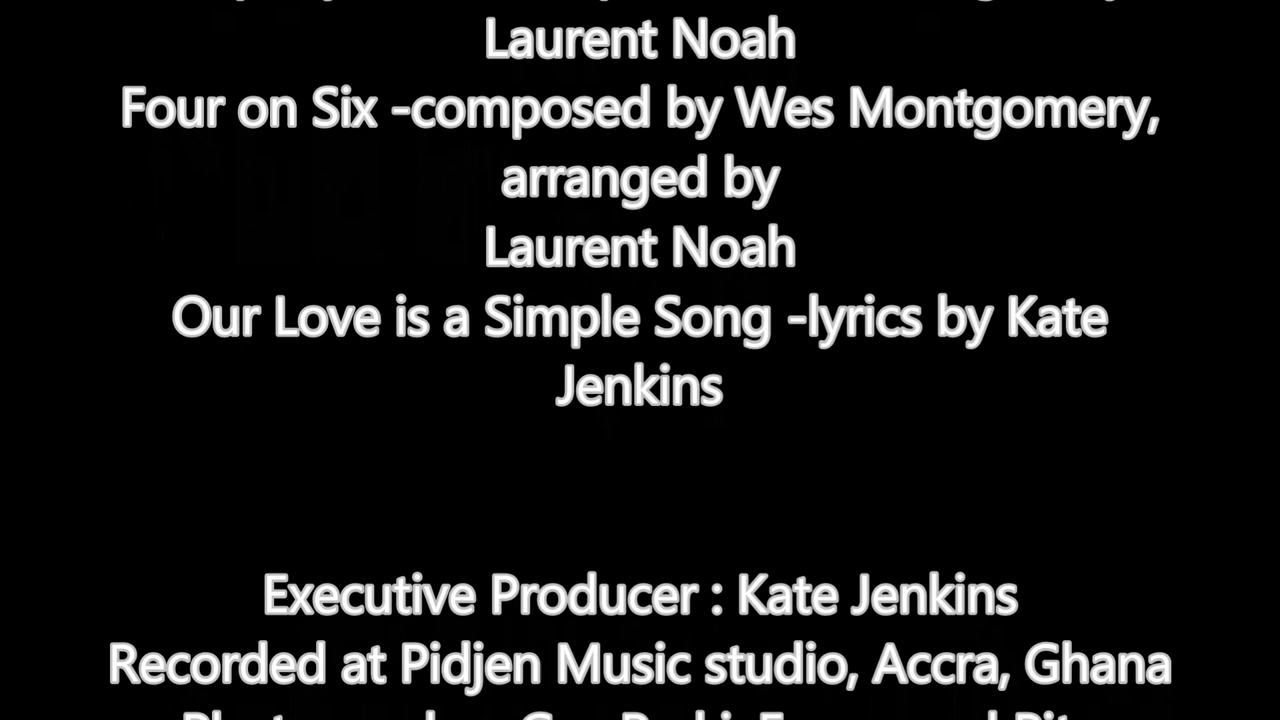 Laurent Noah
Four on Six -composed by Wes Montgomery,
arranged by
Laurent Noah
Our Love is a Simple Song -lyrics by Kate
Jenkins
Executive Producer : Kate Jenkins
Recorded at Pidjen Music studio, Accra, Ghana